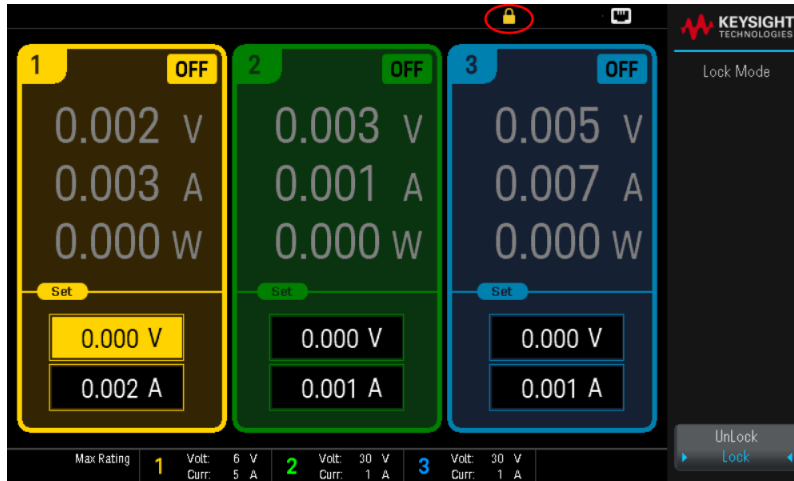 KEYSIGHT
TECHNOLOGIES
Lock Mode
1 OFF
0.002 V
0.003 A
0.000 W
Set
0.000 V
0.002 A
2 OFF
0.003 V
0.001 A
0.000 W
Set
0.000 V
0.001 A
3 OFF
0.005 V
0.007 A
0.000 W
Set
0.000 V
0.001 A
UnLock
Lock
Max Rating
1
Volt: 6 V
Curr: 5 A
2
Volt: 30 V
Curr: 1 A
3
Volt: 30 V
Curr: 1 A